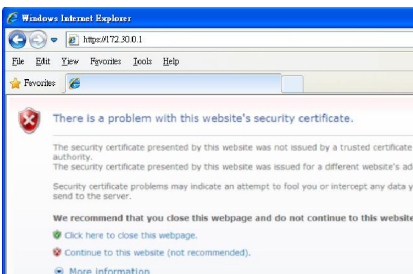 Windows Internet Explorer
https://172.30.0.1
File Edit View Favorites Tools Help
Favorites
There is a problem with this website's security certificate.
The security certificate presented by this website was not issued by a trusted certificate
authority.
The security certificate presented by this website was issued for a different website's ad
Security certificate problems may indicate an attempt to fool you or intercept any data y
send to the server.
We recommend that you close this webpage and do not continue to this website
Click here to close this webpage.
Continue to this website (not recommended).
More information